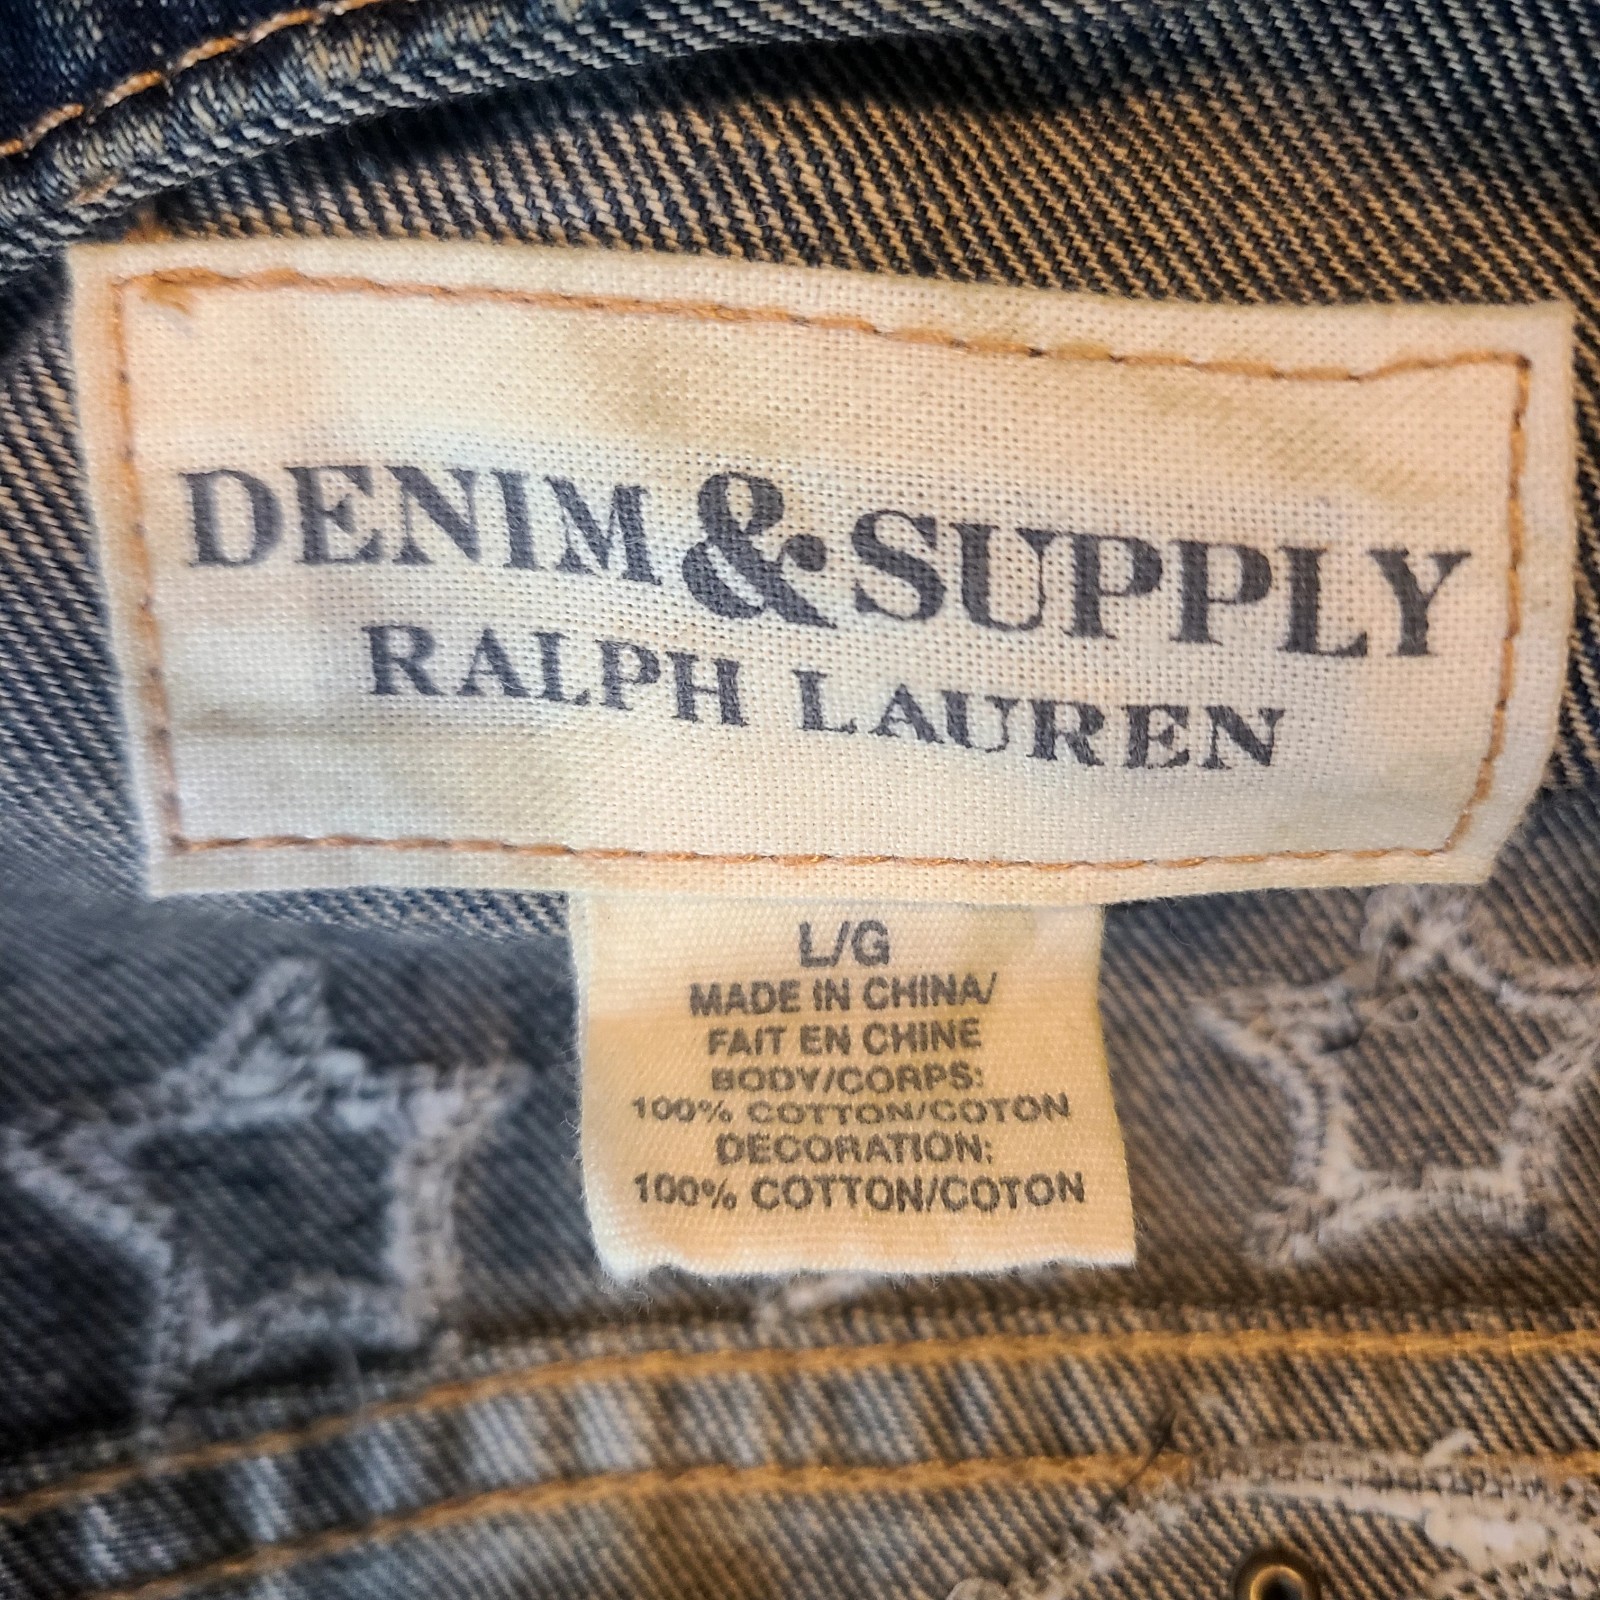 DENIM & SUPPLY
RALPH LAUREN
L/G
MADE IN CHINA/
FAIT EN CHINE
BODY/CORPS:
100% COTTON/COTON
DECORATION:
100% COTTON/COTON